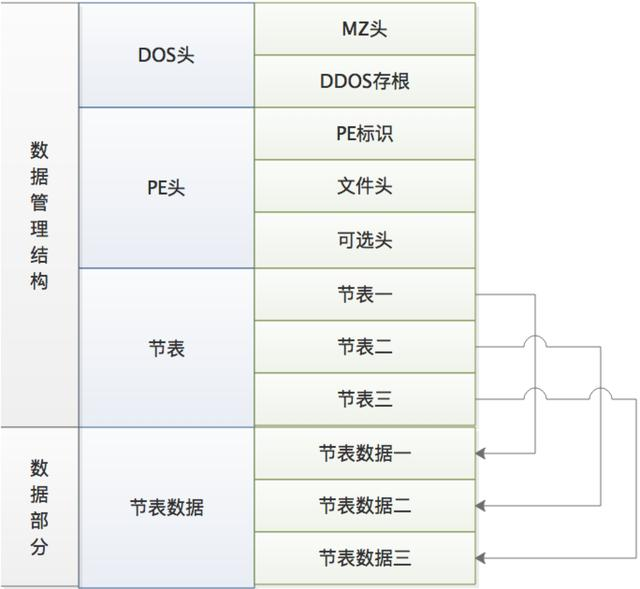 数据管理结构
DOS头
MZ头
DDOS存根
PE头
PE标识
文件头
可选头
节表
节表一
节表二
节表三
数据部分
节表数据
节表数据一
节表数据二
节表数据三